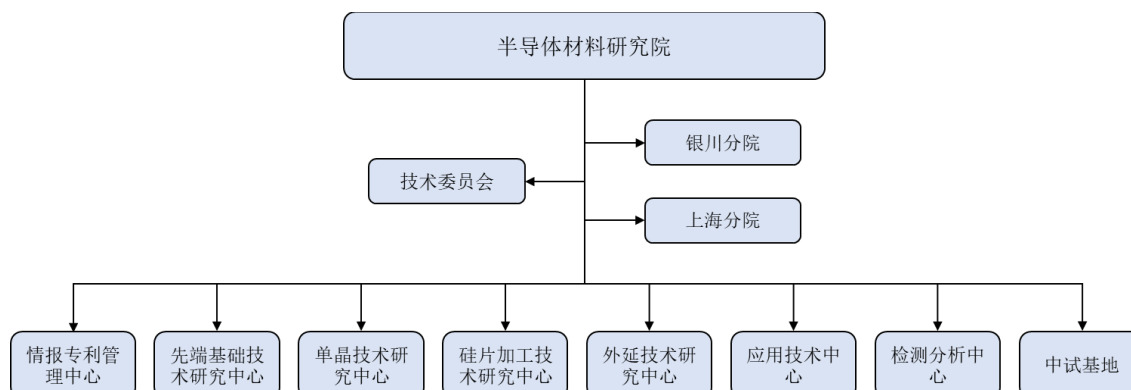 半导体材料研究院
银川分院
技术委员会
上海分院
情报专利管
理中心
先端基础技
术研究中心
单晶技术研
究中心
硅片加工技
术研究中心
外延技术研
究中心
应用技术中
心
检测分析中
心
中试基地